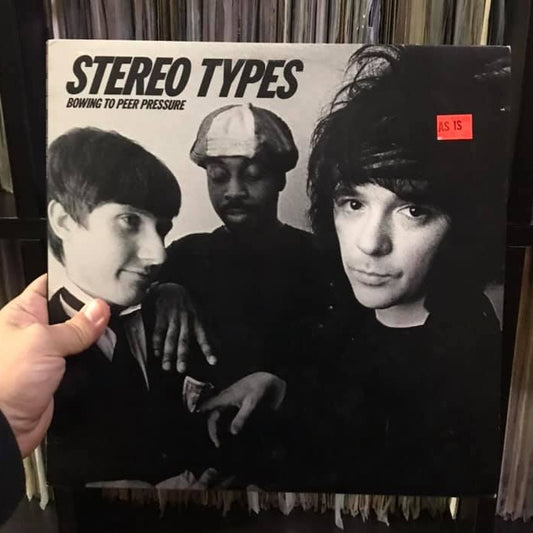 STEREO TYPES
BOWING TO PEER PRESSURE
AS IS